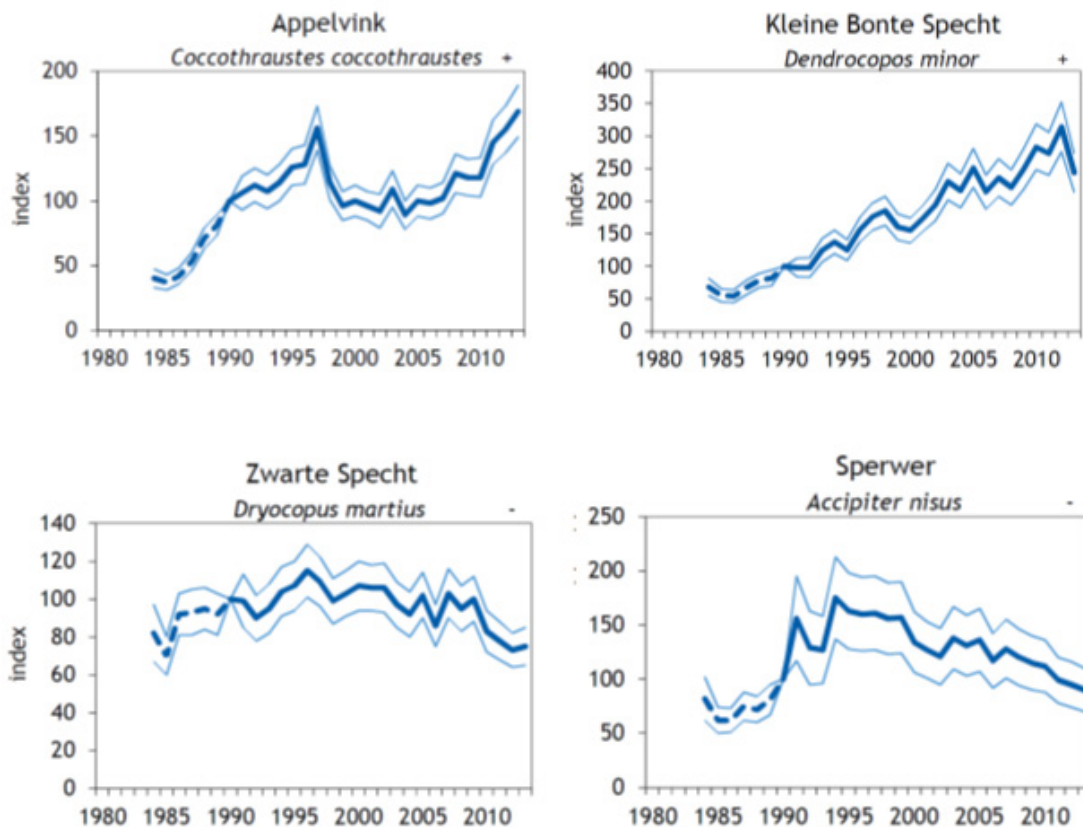 Appelvink
Coccothraustes coccothraustes +
200
150
100
50
0
index
1980 1985 1990 1995 2000 2005 2010
Kleine Bonte Specht
Dendrocopos minor +
400
350
300
250
200
150
100
50
0
index
1980 1985 1990 1995 2000 2005 2010
Zwarte Specht
Dryocopus martius -
140
120
100
80
60
40
20
0
index
1980 1985 1990 1995 2000 2005 2010
Sperwer
Accipiter nisus -
250
200
150
100
50
0
1980 1985 1990 1995 2000 2005 2010